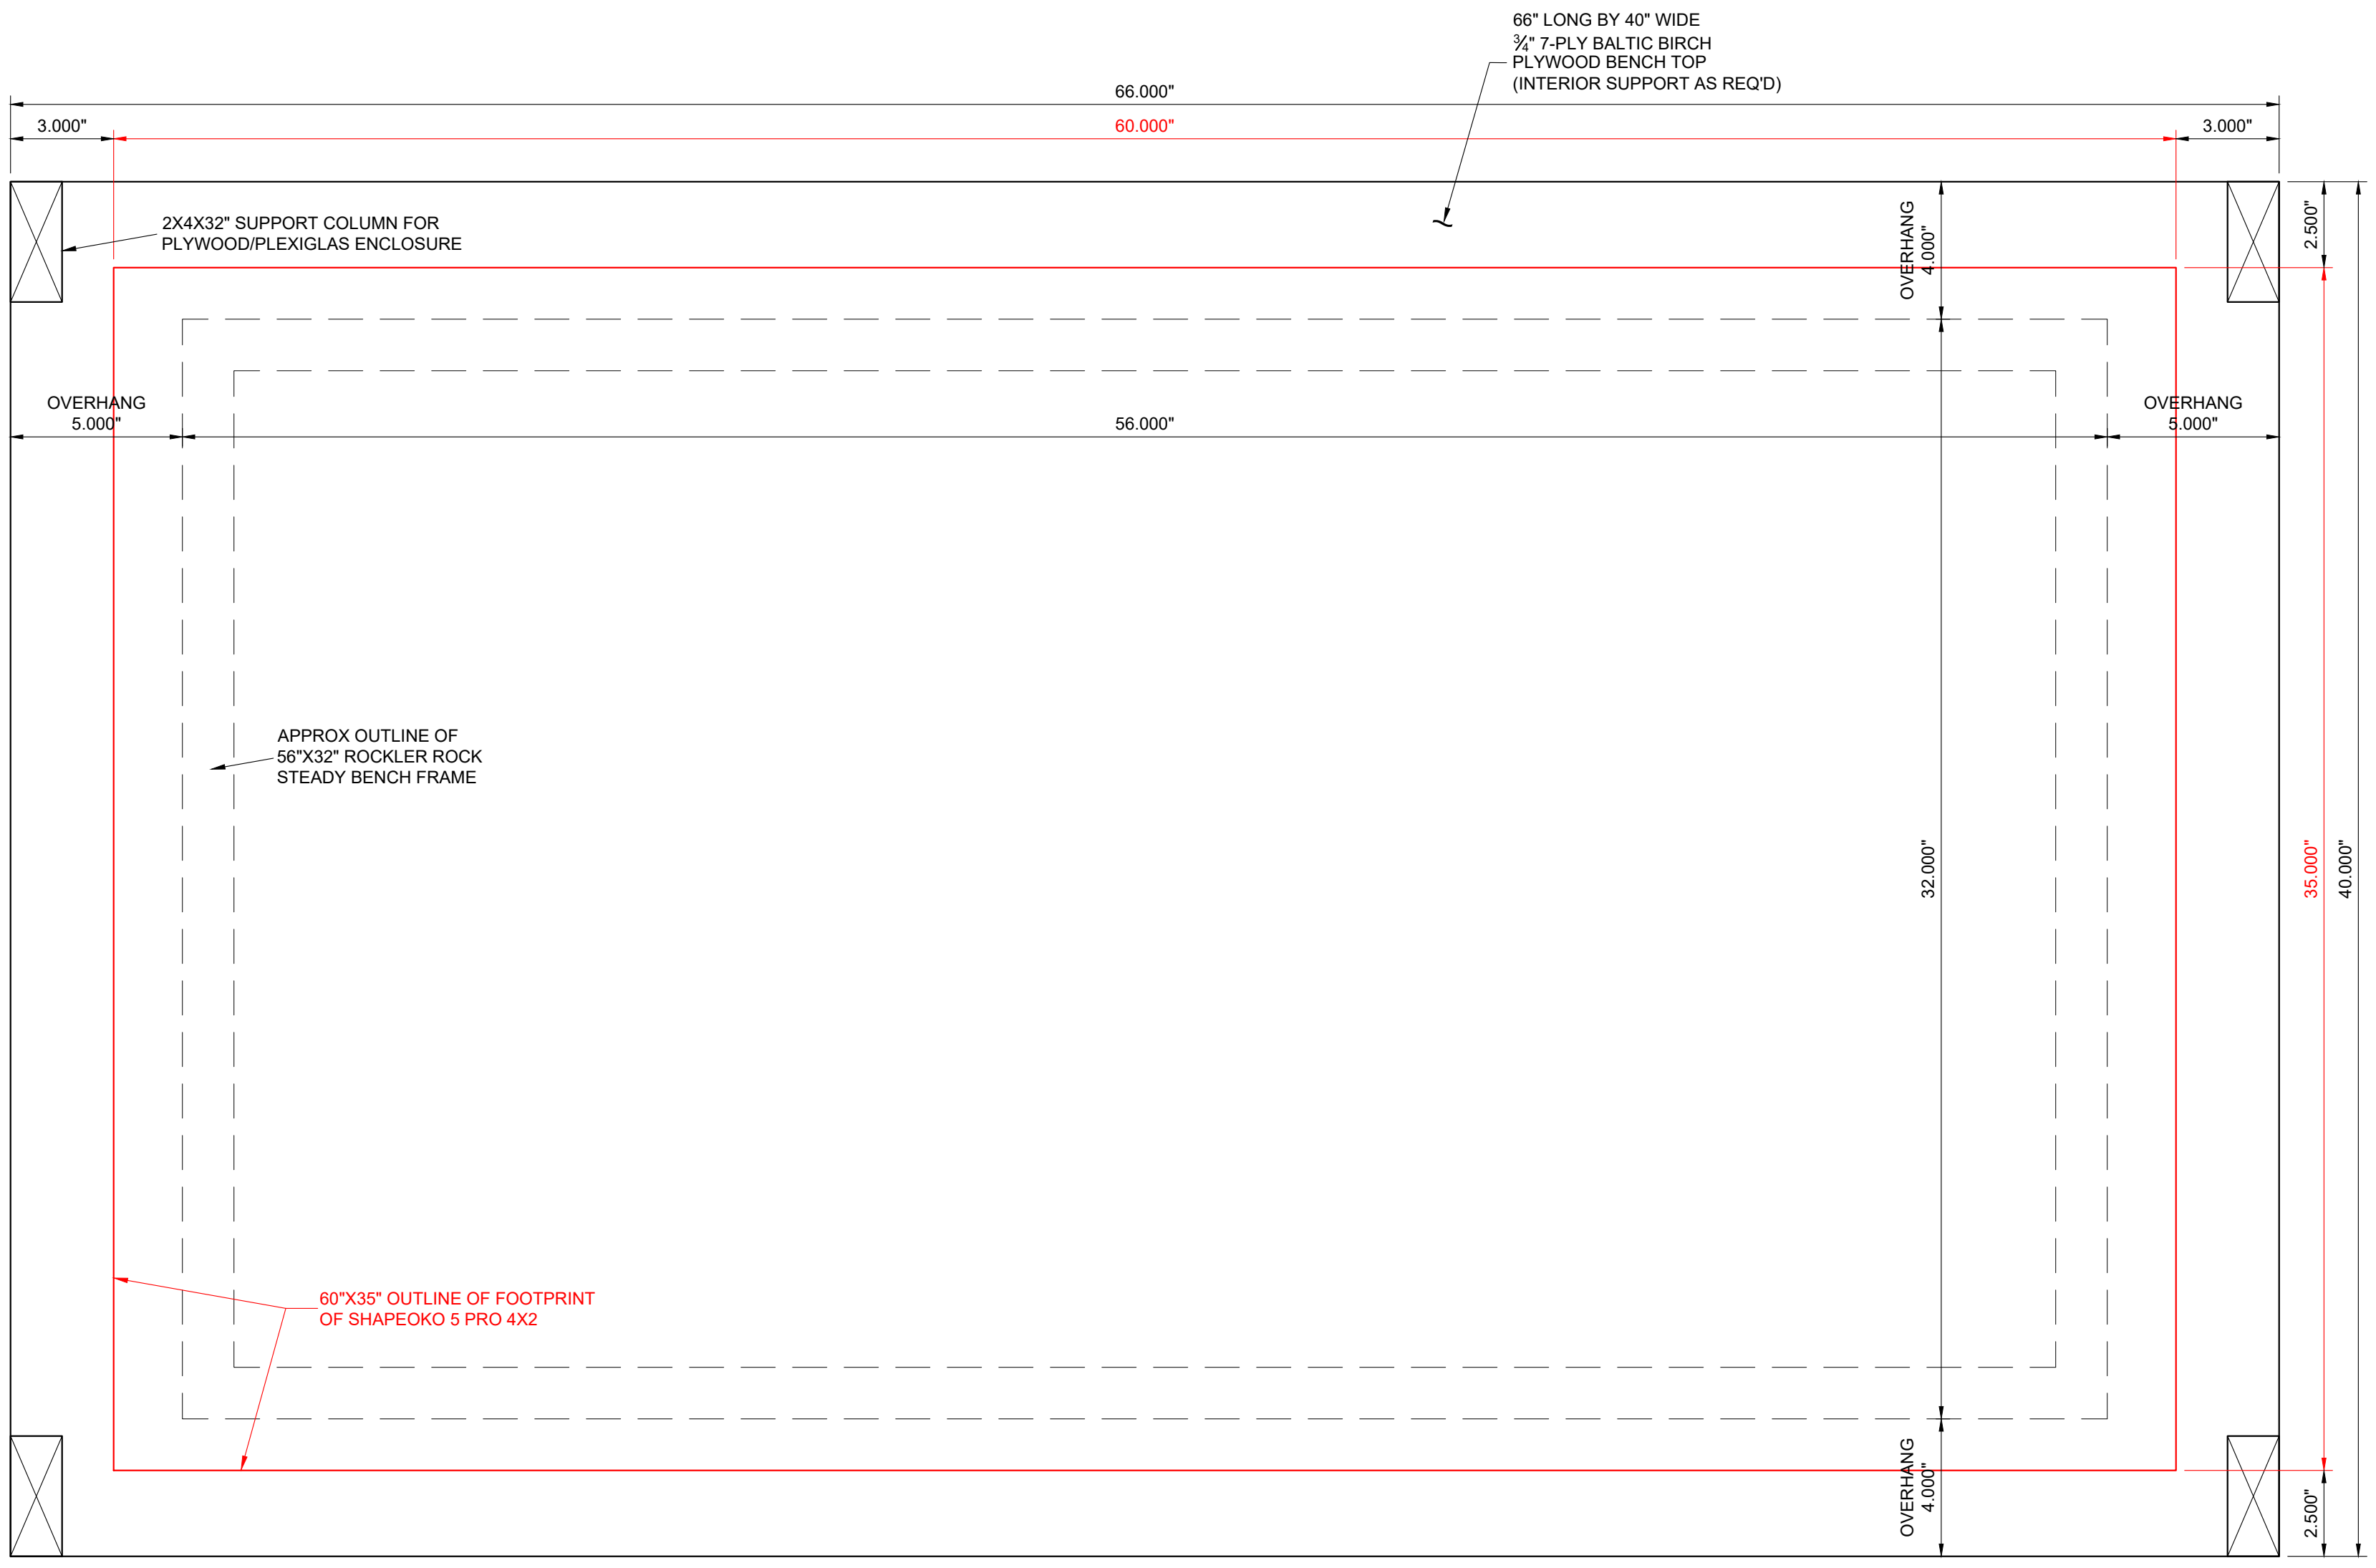 66" LONG BY 40" WIDE
¾" 7-PLY BALTIC BIRCH
PLYWOOD BENCH TOP
(INTERIOR SUPPORT AS REQ'D)
66.000"
3.000"
60.000"
3.000"
2X4X32" SUPPORT COLUMN FOR
PLYWOOD/PLEXIGLAS ENCLOSURE
OVERHANG
4.000"
2.500"
OVERHANG
5.000"
56.000"
OVERHANG
5.000"
APPROX OUTLINE OF
56"X32" ROCKLER ROCK
STEADY BENCH FRAME
32.000"
35.000"
40.000"
60"X35" OUTLINE OF FOOTPRINT
OF SHAPEOKO 5 PRO 4X2
OVERHANG
4.000"
2.500"